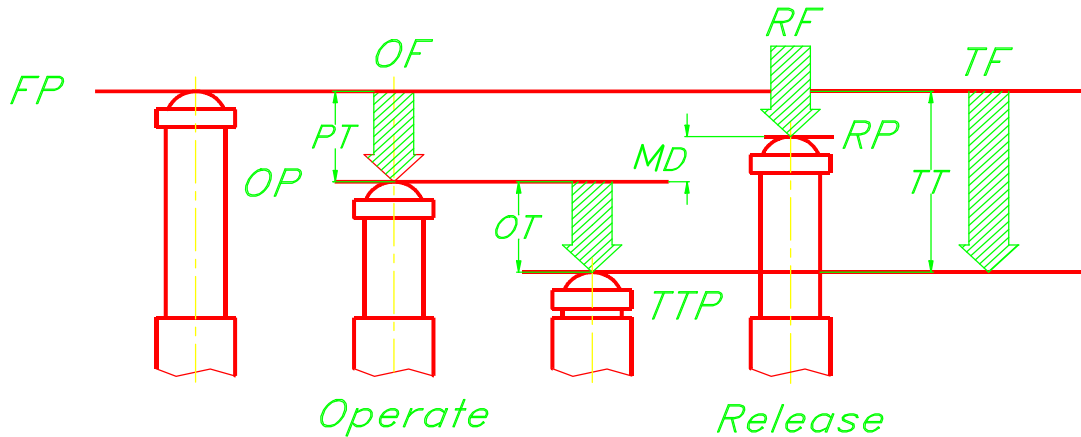 RF
OF
TF
FP
PT
RP
MD
OP
TT
OT
TTP
Operate
Release